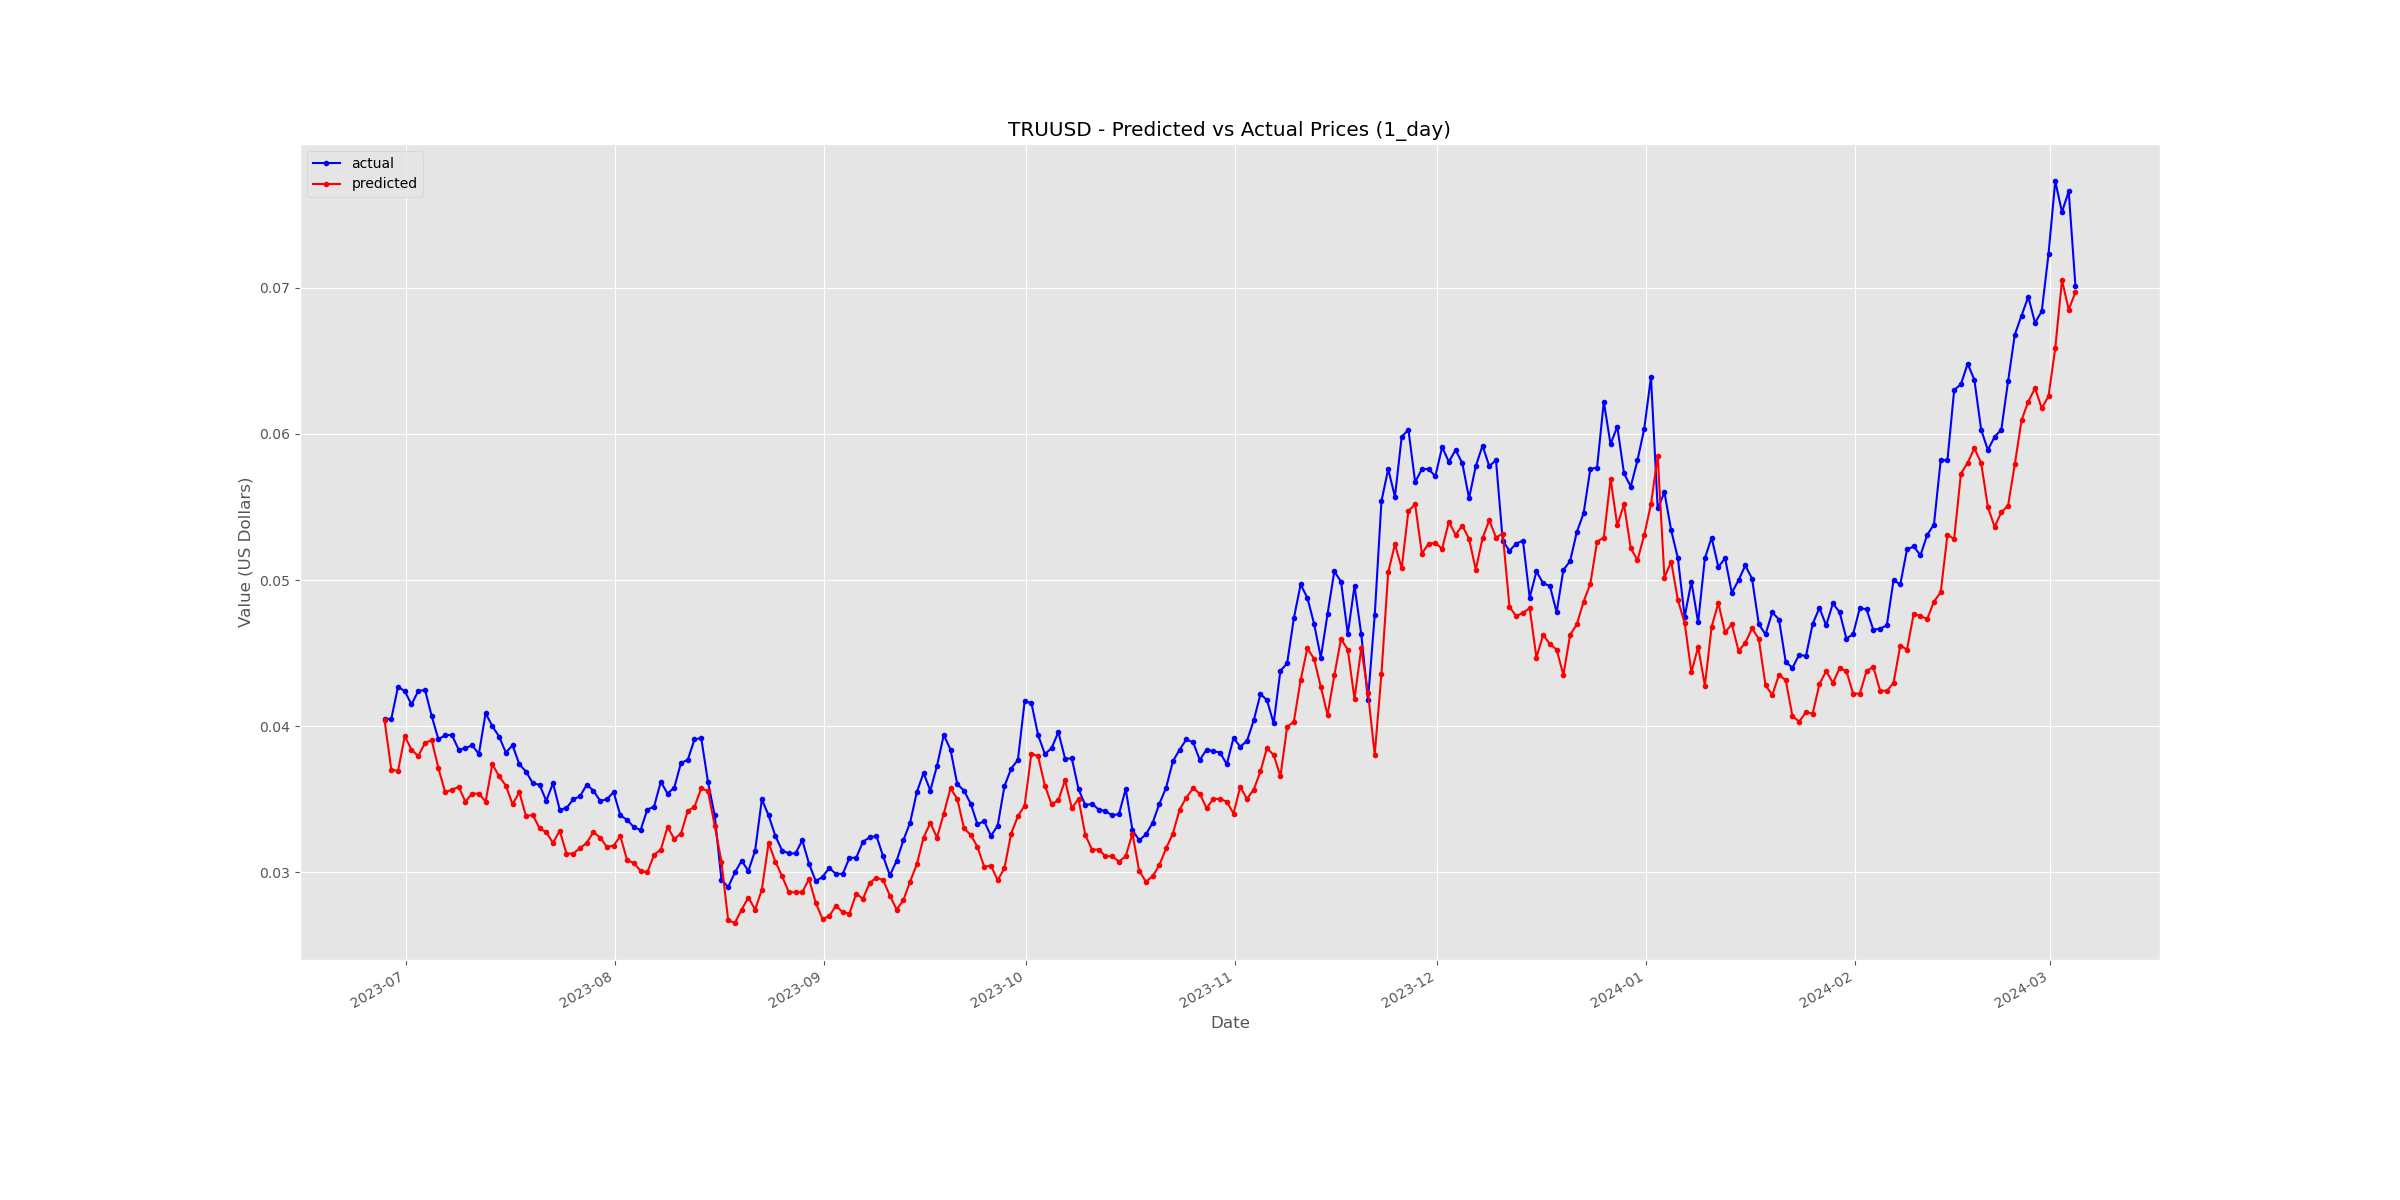 TRUUSD - Predicted vs Actual Prices (1_day)
actual
predicted
Value (US Dollars)
0.07
0.06
0.05
0.04
0.03
2023-07
2023-08
2023-09
2023-10
2023-11
2023-12
2024-01
2024-02
2024-03
Date